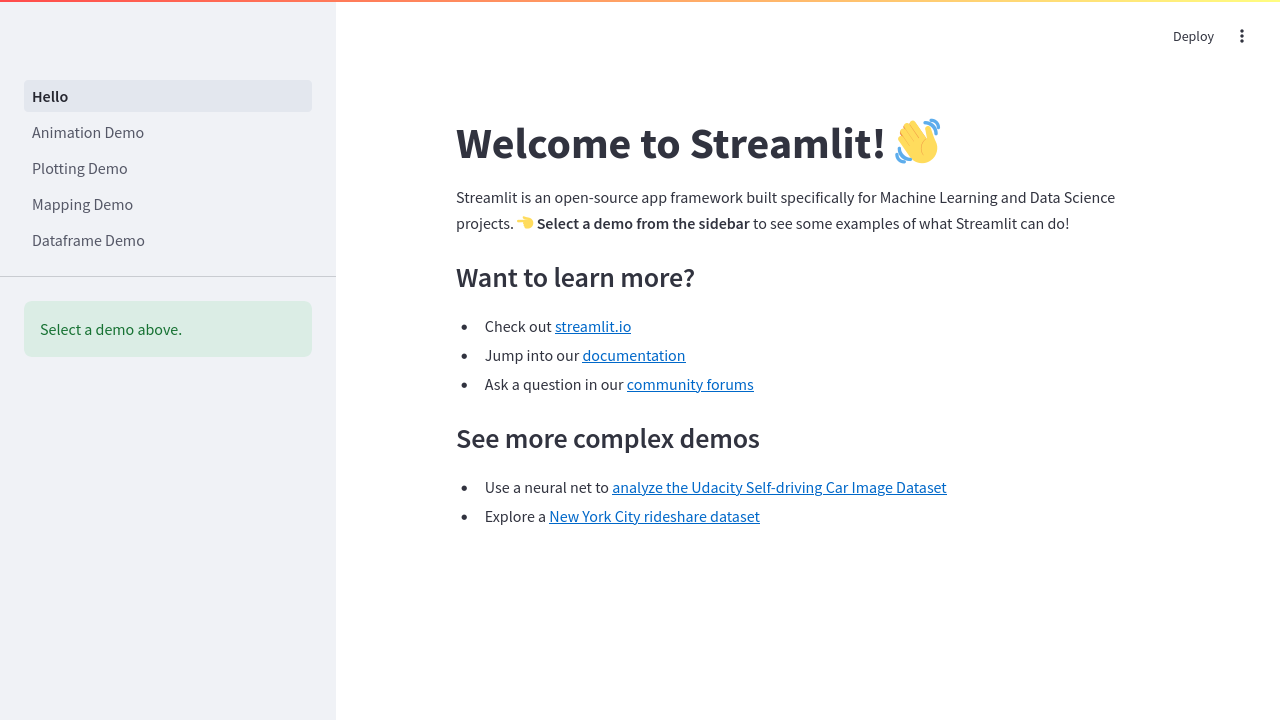 Deploy
Hello
Animation Demo
Plotting Demo
Mapping Demo
Dataframe Demo
Select a demo above.
Welcome to Streamlit! 👋
Streamlit is an open-source app framework built specifically for Machine Learning and Data Science
projects. 👈 Select a demo from the sidebar to see some examples of what Streamlit can do!
Want to learn more?
• Check out streamlit.io
• Jump into our documentation
• Ask a question in our community forums
See more complex demos
• Use a neural net to analyze the Udacity Self-driving Car Image Dataset
• Explore a New York City rideshare dataset